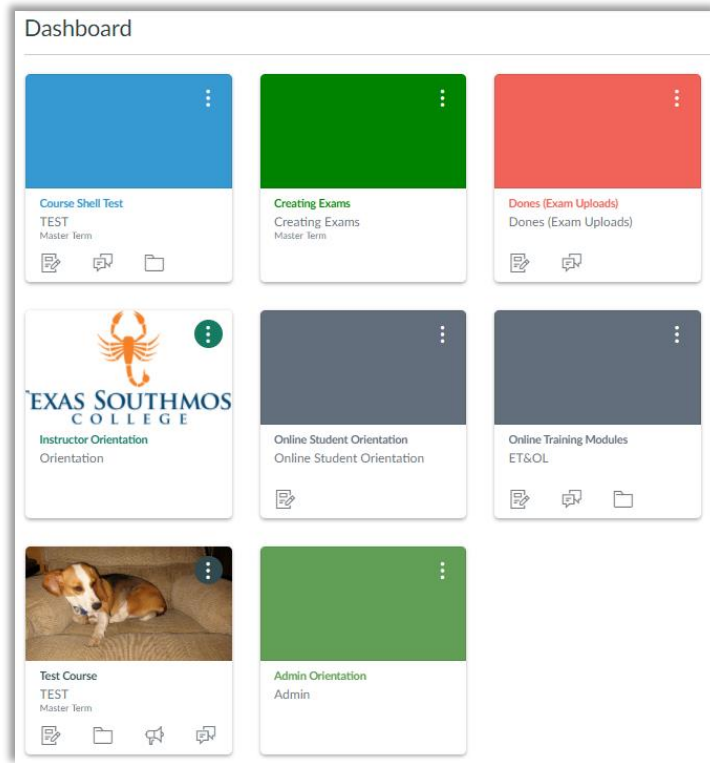 Dashboard
Course Shell Test
TEST
Master Term
Creating Exams
Creating Exams
Master Term
Dones (Exam Uploads)
Dones (Exam Uploads)
EXAS SOUTHMOS
COLLEGE
Instructor Orientation
Orientation
Online Student Orientation
Online Student Orientation
Online Training Modules
ET&OL
Test Course
TEST
Master Term
Admin Orientation
Admin